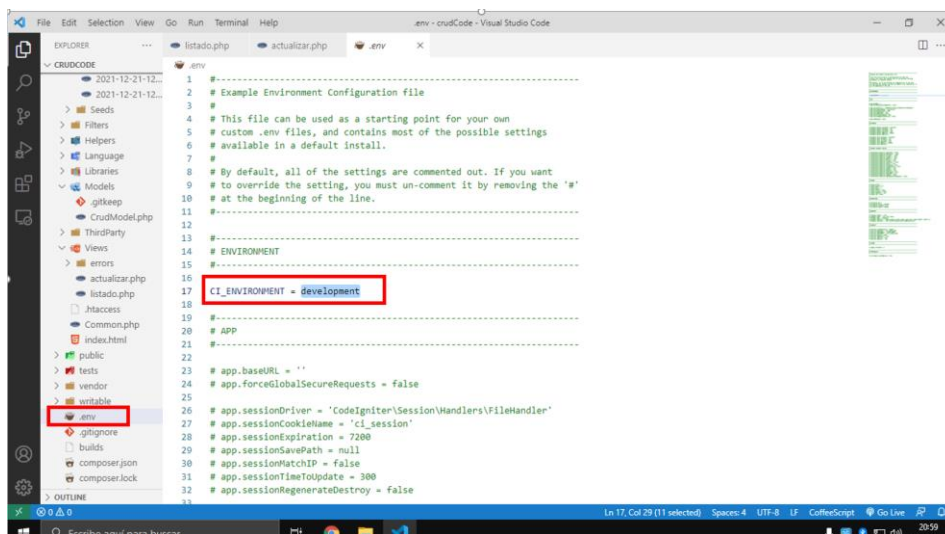 File Edit Selection View Go Run Terminal Help
.env - crudCode - Visual Studio Code
EXPLORER
listado.php
actualizar.php
.env
CRUDCODE
2021-12-21-12...
2021-12-21-12...
Seeds
Filters
Helpers
Language
Libraries
Models
.gitkeep
CrudModel.php
ThirdParty
Views
errors
actualizar.php
listado.php
.htaccess
Common.php
index.html
public
tests
vendor
writable
.env
.gitignore
builds
composer.json
composer.lock
OUTLINE
.env
1 #-----------------------------------------------------------------------
2 # Example Environment Configuration file
3 #
4 # This file can be used as a starting point for your own
5 # custom .env files, and contains most of the possible settings
6 # available in a default install.
7 #
8 # By default, all of the settings are commented out. If you want
9 # to override the setting, you must un-comment it by removing the '#'
10 # at the beginning of the line.
11 #-----------------------------------------------------------------------
12
13 #-----------------------------------------------------------------------
14 # ENVIRONMENT
15 #-----------------------------------------------------------------------
16
17 CI_ENVIRONMENT = development
18
19 #-----------------------------------------------------------------------
20 # APP
21 #-----------------------------------------------------------------------
22
23 # app.baseURL = ''
24 # app.forceGlobalSecureRequests = false
25
26 # app.sessionDriver = 'CodeIgniter\Session\Handlers\FileHandler'
27 # app.sessionCookieName = 'ci_session'
28 # app.sessionExpiration = 7200
29 # app.sessionSavePath = null
30 # app.sessionMatchIP = false
31 # app.sessionTimeToUpdate = 300
32 # app.sessionRegenerateDestroy = false
33
0 0 Ln 17, Col 29 (11 selected) Spaces: 4 UTF-8 LF CoffeeScript Go Live
Escribe aquí para buscar
20:59